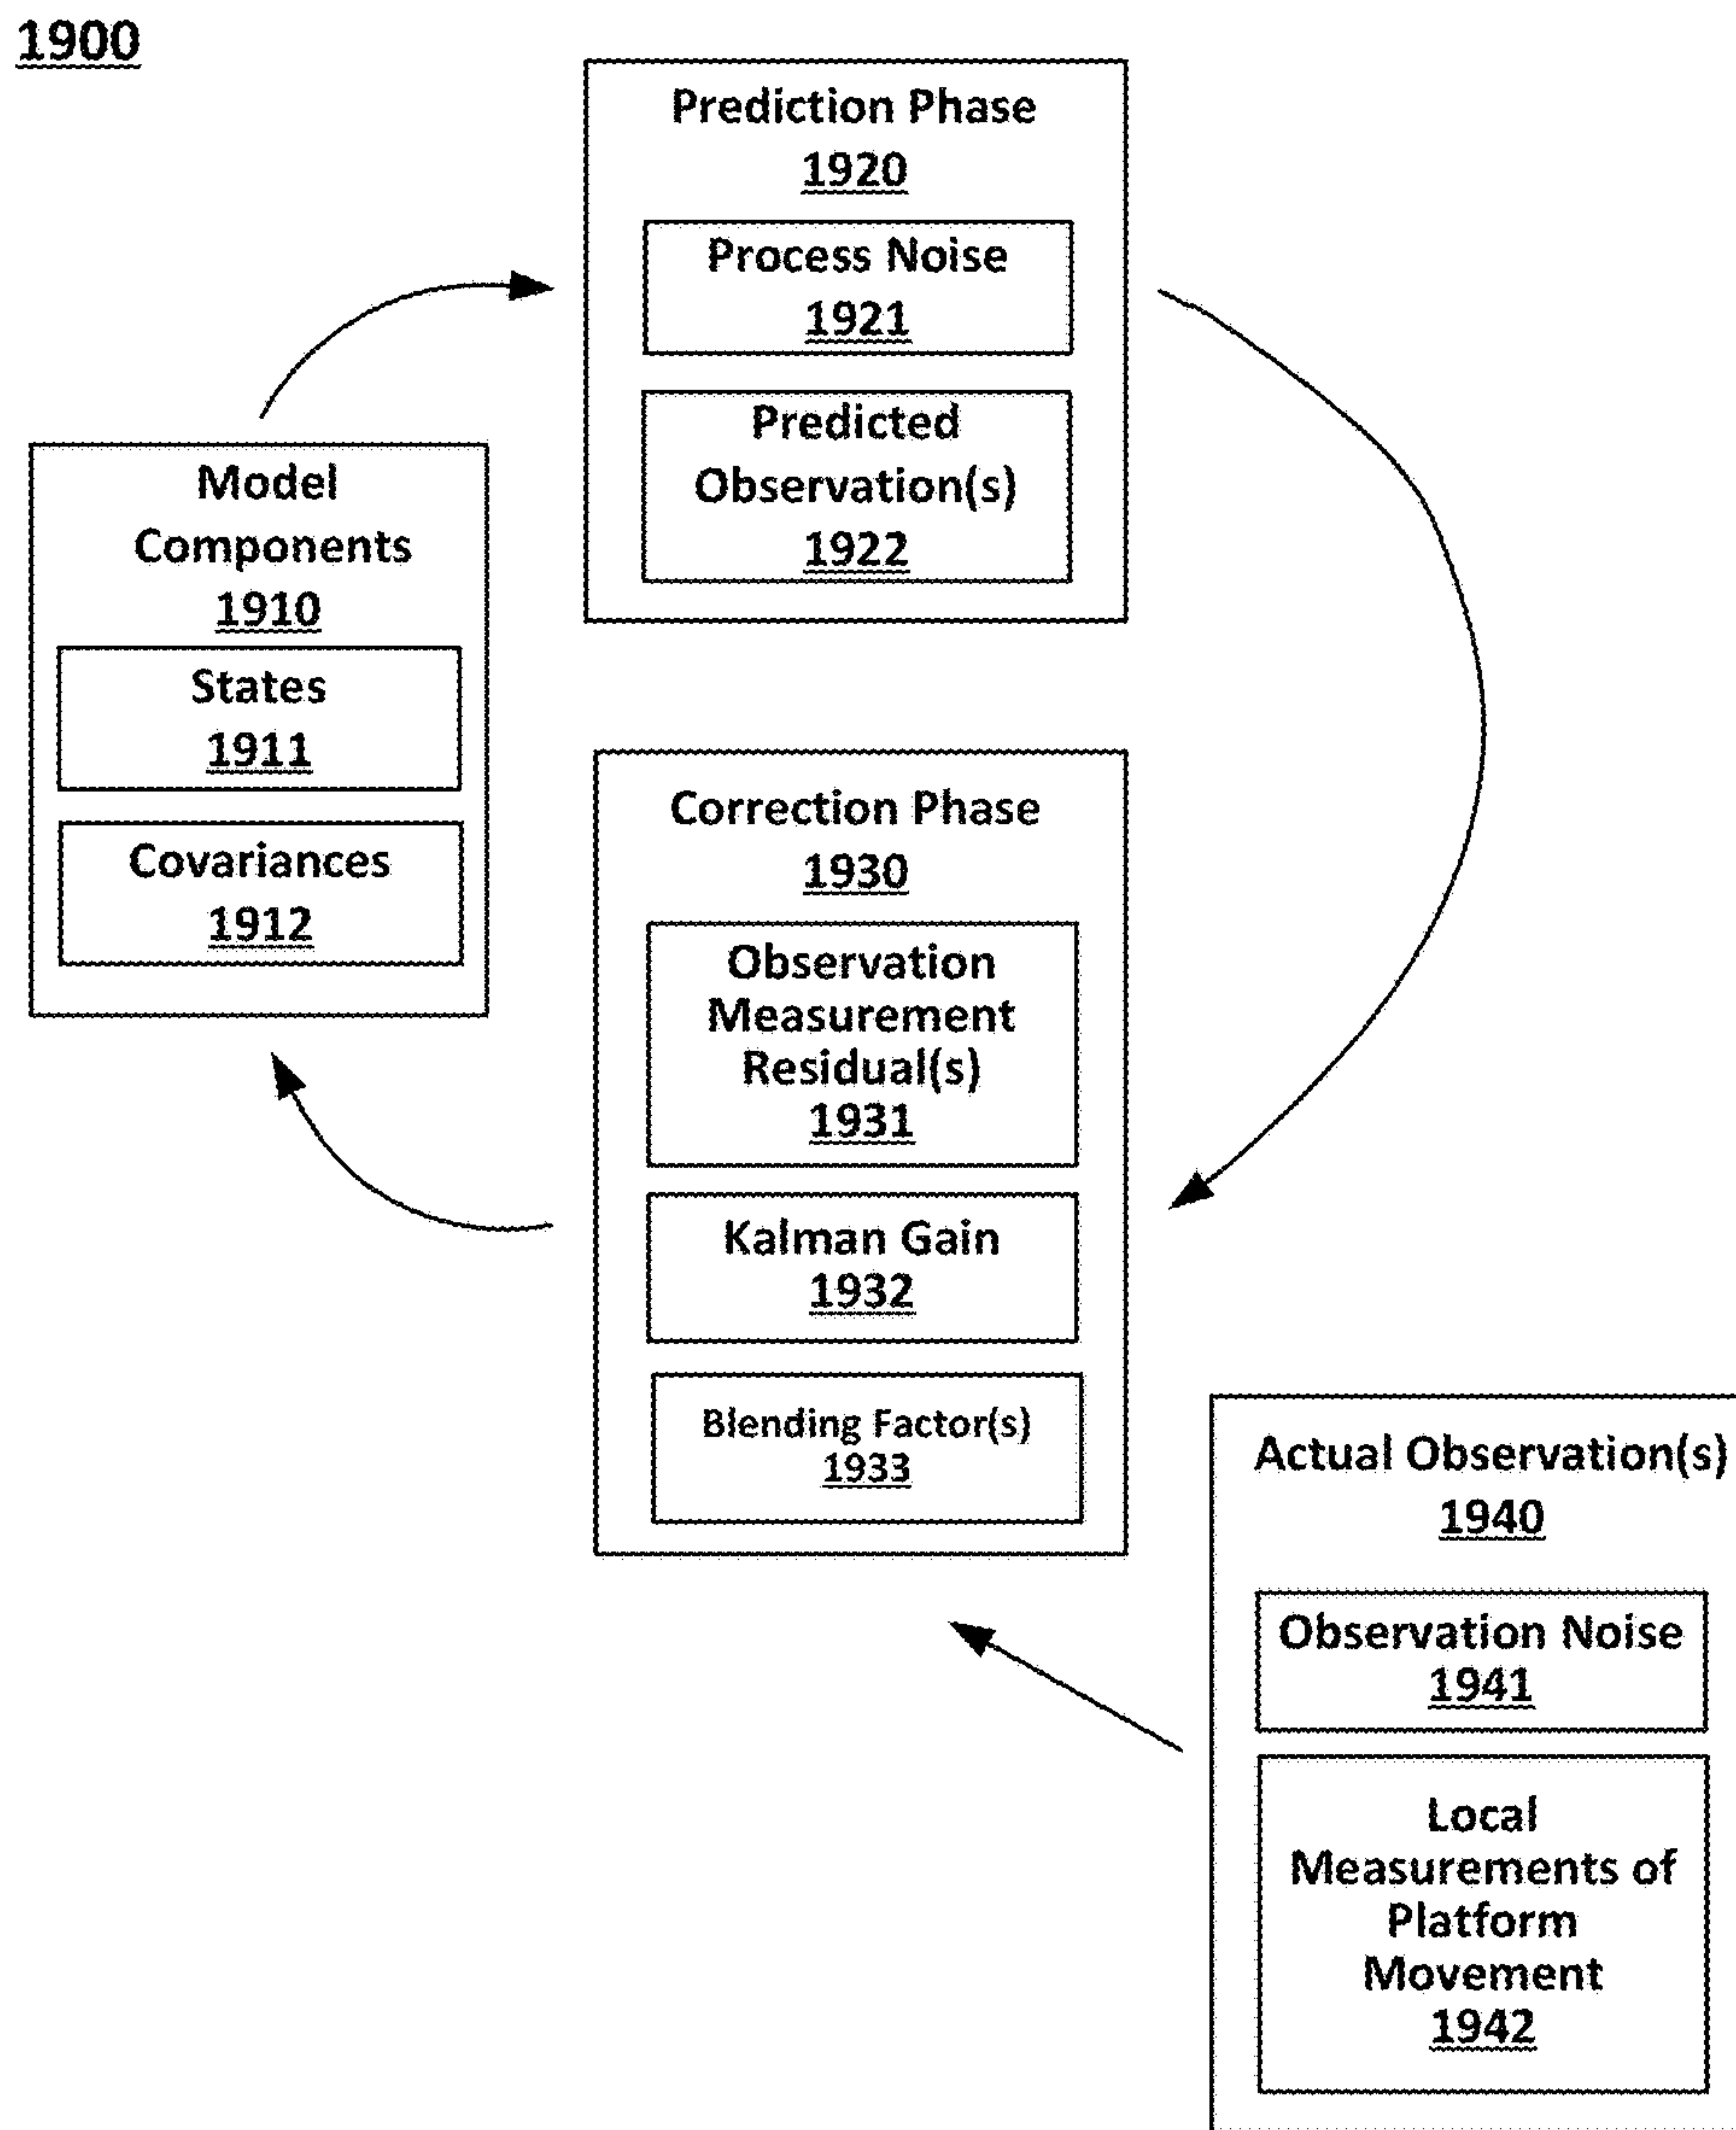 1900
Prediction Phase
1920
Process Noise
1921
Predicted
Observation(s)
1922
Model
Components
1910
States
1911
Covariances
1912
Correction Phase
1930
Observation
Measurement
Residual(s)
1931
Kalman Gain
1932
Blending Factor(s)
1933
Actual Observation(s)
1940
Observation Noise
1941
Local
Measurements of
Platform
Movement
1942